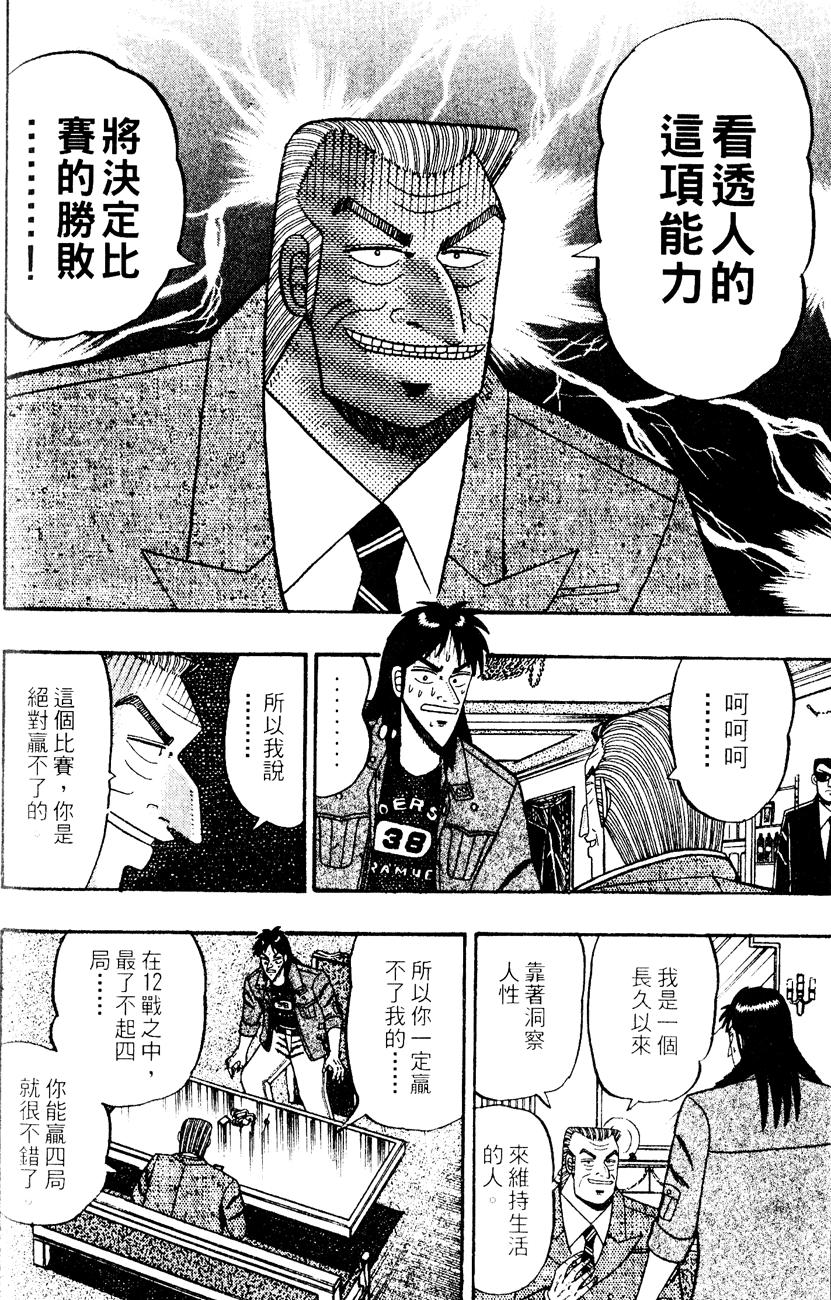 看透人的
這項能力
將決定比
賽的勝敗
………！
呵呵呵
……
……
所以我說
……
這個比賽，你是
絕對贏不了的。
我是一個
長久以來
靠著洞察
人性
來維持生活
的人。
所以你一定贏
不了我的……
在12戰之中，
最了不起四
局……
你能贏四局
就很不錯了。
DERS
38
RAMUC